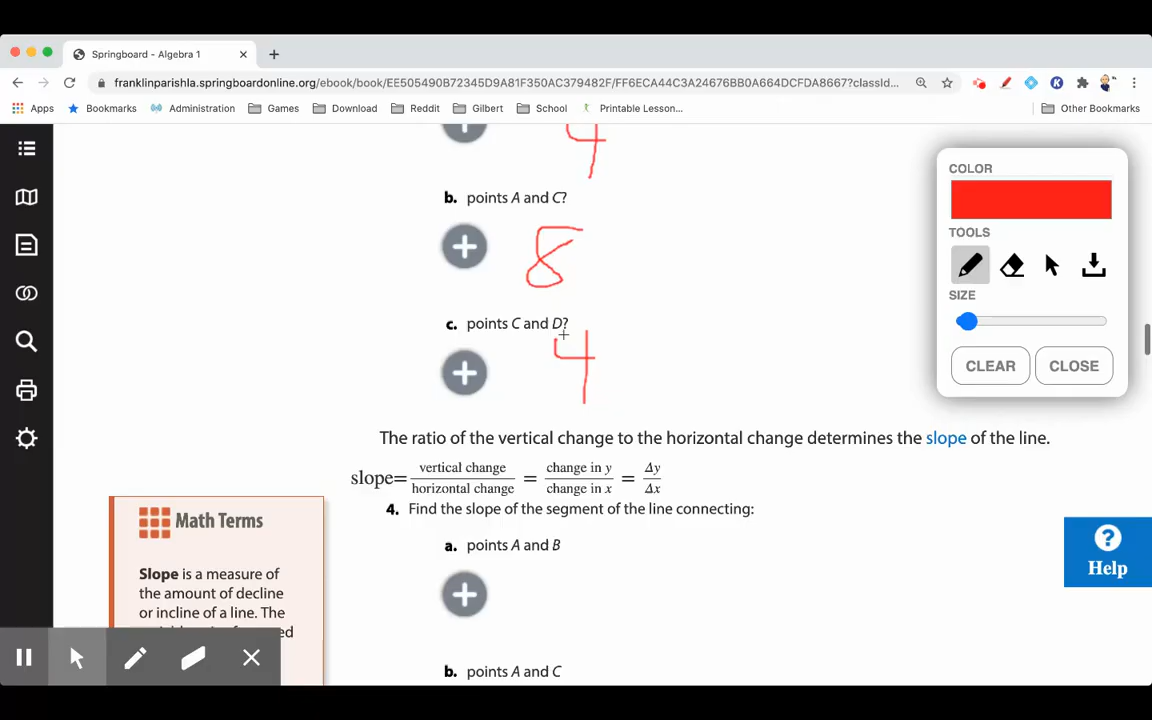 Springboard - Algebra 1
franklinparishla.springboardonline.org/ebook/book/EE505490B72345D9A81F350AC379482F/FF6ECA44C3A24676BB0A664DCFDA8667?classId...
Apps Bookmarks Administration Games Download Reddit Gilbert School Printable Lesson... Other Bookmarks
4
b. points A and C?
8
c. points C and D?
4
The ratio of the vertical change to the horizontal change determines the slope of the line.
slope= vertical change / horizontal change = change in y / change in x = Δy / Δx
4. Find the slope of the segment of the line connecting:
a. points A and B
b. points A and C
Math Terms
Slope is a measure of
the amount of decline
or incline of a line. The
COLOR
TOOLS
SIZE
CLEAR CLOSE
?
Help